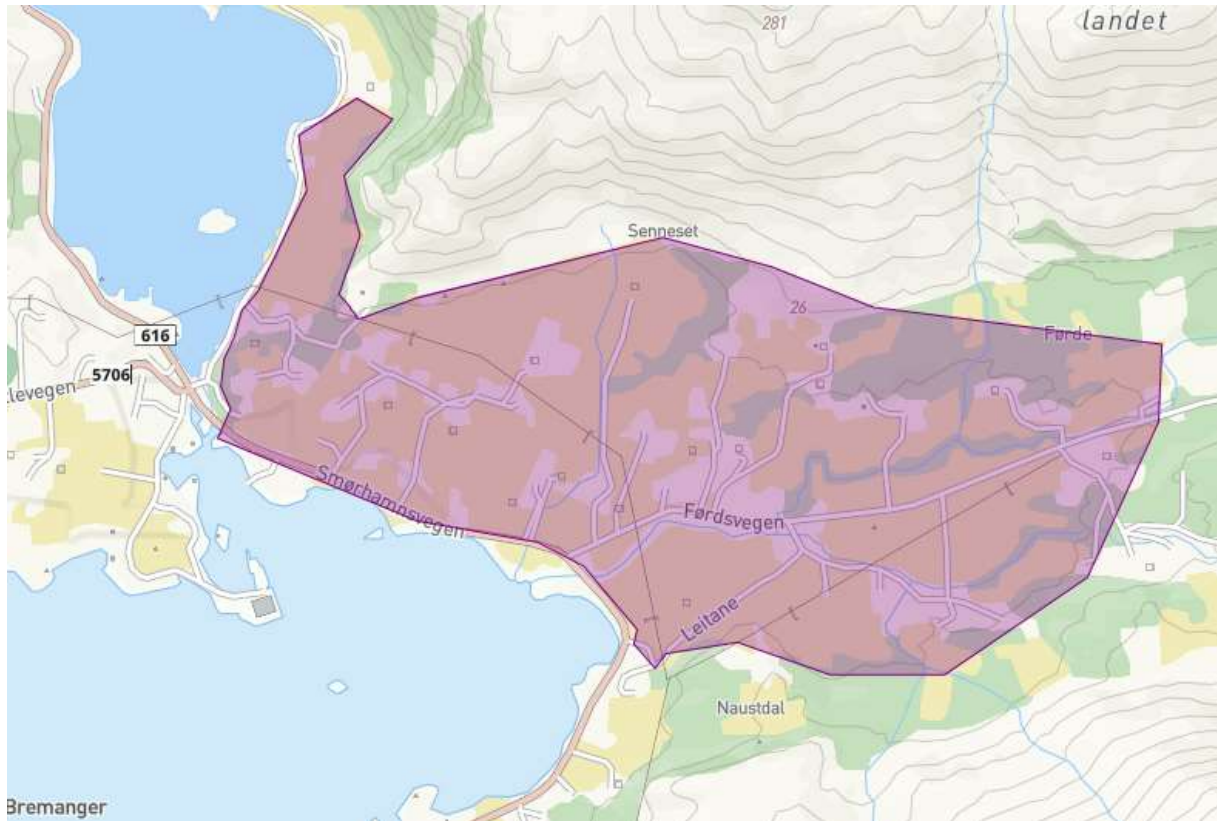 281
landet
Senneset
26
Førde
616
5706
levegen
Smørhamnsvegen
Førdsvegen
Leitane
Naustdal
Bremanger